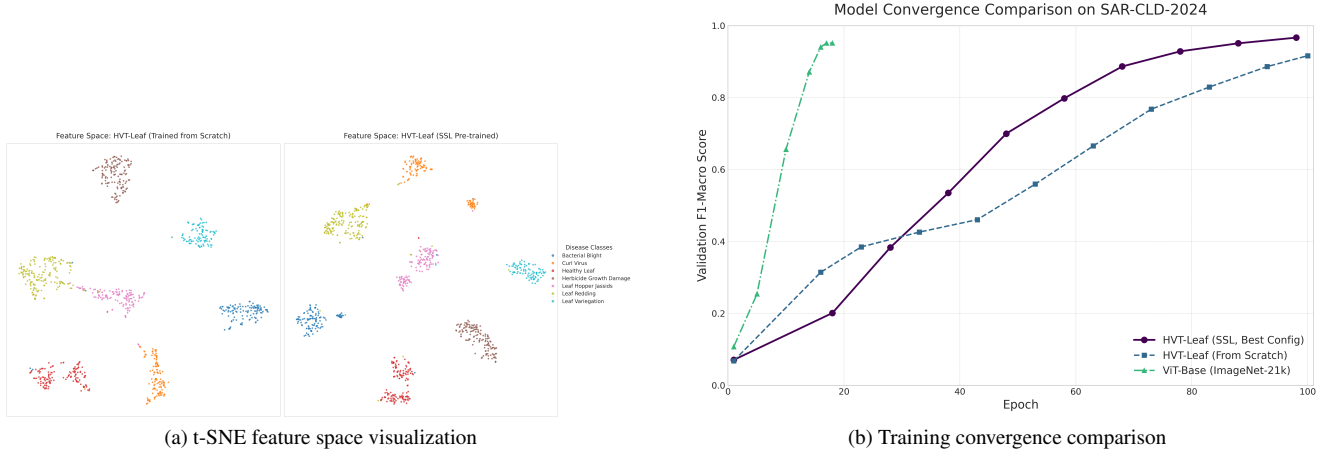 Feature Space: HVT-Leaf (Trained from Scratch)
Feature Space: HVT-Leaf (SSL Pre-trained)
Disease Classes
Bacterial Blight
Curl Virus
Healthy Leaf
Herbicide Growth Damage
Leaf Hopper Jassids
Leaf Redding
Leaf Variegation
(a) t-SNE feature space visualization
Model Convergence Comparison on SAR-CLD-2024
Validation F1-Macro Score
1.0
0.8
0.6
0.4
0.2
0.0
0
20
40
60
80
100
Epoch
HVT-Leaf (SSL, Best Config)
HVT-Leaf (From Scratch)
ViT-Base (ImageNet-21k)
(b) Training convergence comparison